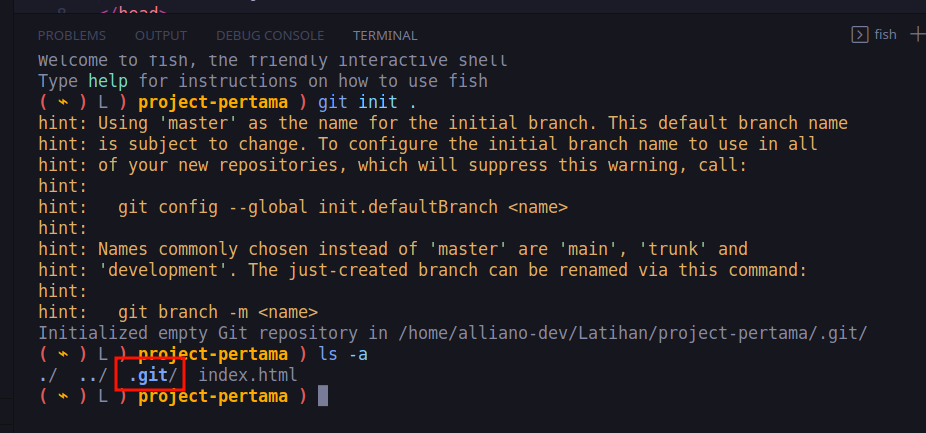 8 </head>
PROBLEMS OUTPUT DEBUG CONSOLE TERMINAL fish
Welcome to fish, the friendly interactive shell
Type help for instructions on how to use fish
( ⌁ ) L ) project-pertama ) git init .
hint: Using 'master' as the name for the initial branch. This default branch name
hint: is subject to change. To configure the initial branch name to use in all
hint: of your new repositories, which will suppress this warning, call:
hint:
hint:   git config --global init.defaultBranch <name>
hint:
hint: Names commonly chosen instead of 'master' are 'main', 'trunk' and
hint: 'development'. The just-created branch can be renamed via this command:
hint:
hint:   git branch -m <name>
Initialized empty Git repository in /home/alliano-dev/Latihan/project-pertama/.git/
( ⌁ ) L ) project-pertama ) ls -a
./  ../  .git/  index.html
( ⌁ ) L ) project-pertama )